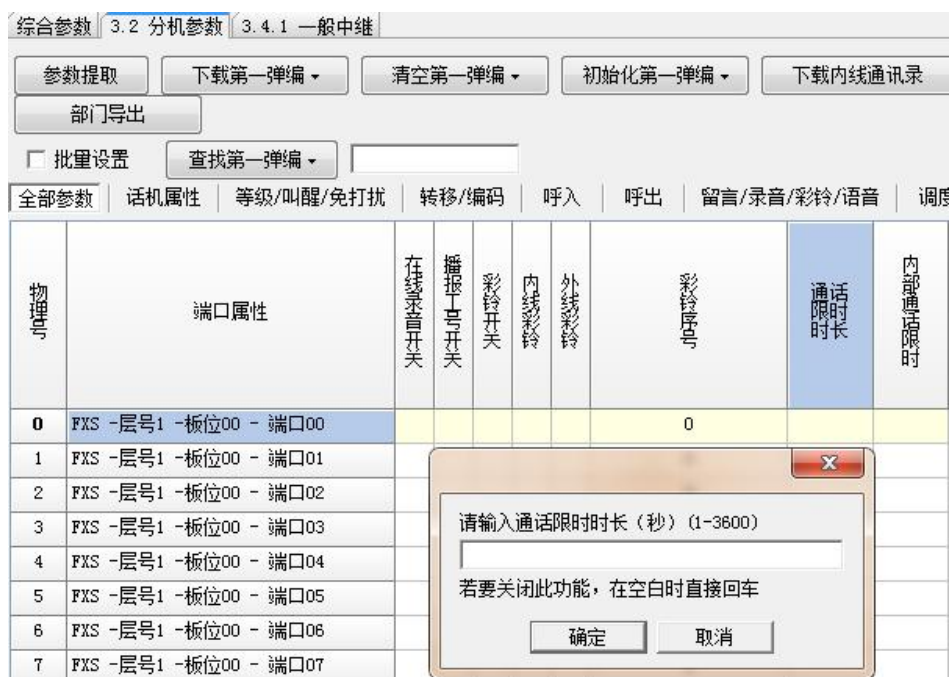 综合参数 3.2 分机参数 3.4.1 一般中继
参数提取 下载第一弹编 清空第一弹编 初始化第一弹编 下载内线通讯录
部门导出
批量设置 查找第一弹编
全部参数 话机属性 等级/叫醒/免打扰 转移/编码 呼入 呼出 留言/录音/彩铃/语音 调度
物理号 端口属性 在线录音开关 播报工号开关 彩铃开关 内线彩铃 外线彩铃 彩铃序号 通话限时时长 内部通话限时
0 FXS -层号1 -板位00 - 端口00 0
1 FXS -层号1 -板位00 - 端口01
2 FXS -层号1 -板位00 - 端口02
3 FXS -层号1 -板位00 - 端口03
4 FXS -层号1 -板位00 - 端口04
5 FXS -层号1 -板位00 - 端口05
6 FXS -层号1 -板位00 - 端口06
7 FXS -层号1 -板位00 - 端口07
请输入通话限时时长（秒）(1-3600)
若要关闭此功能，在空白时直接回车
确定 取消